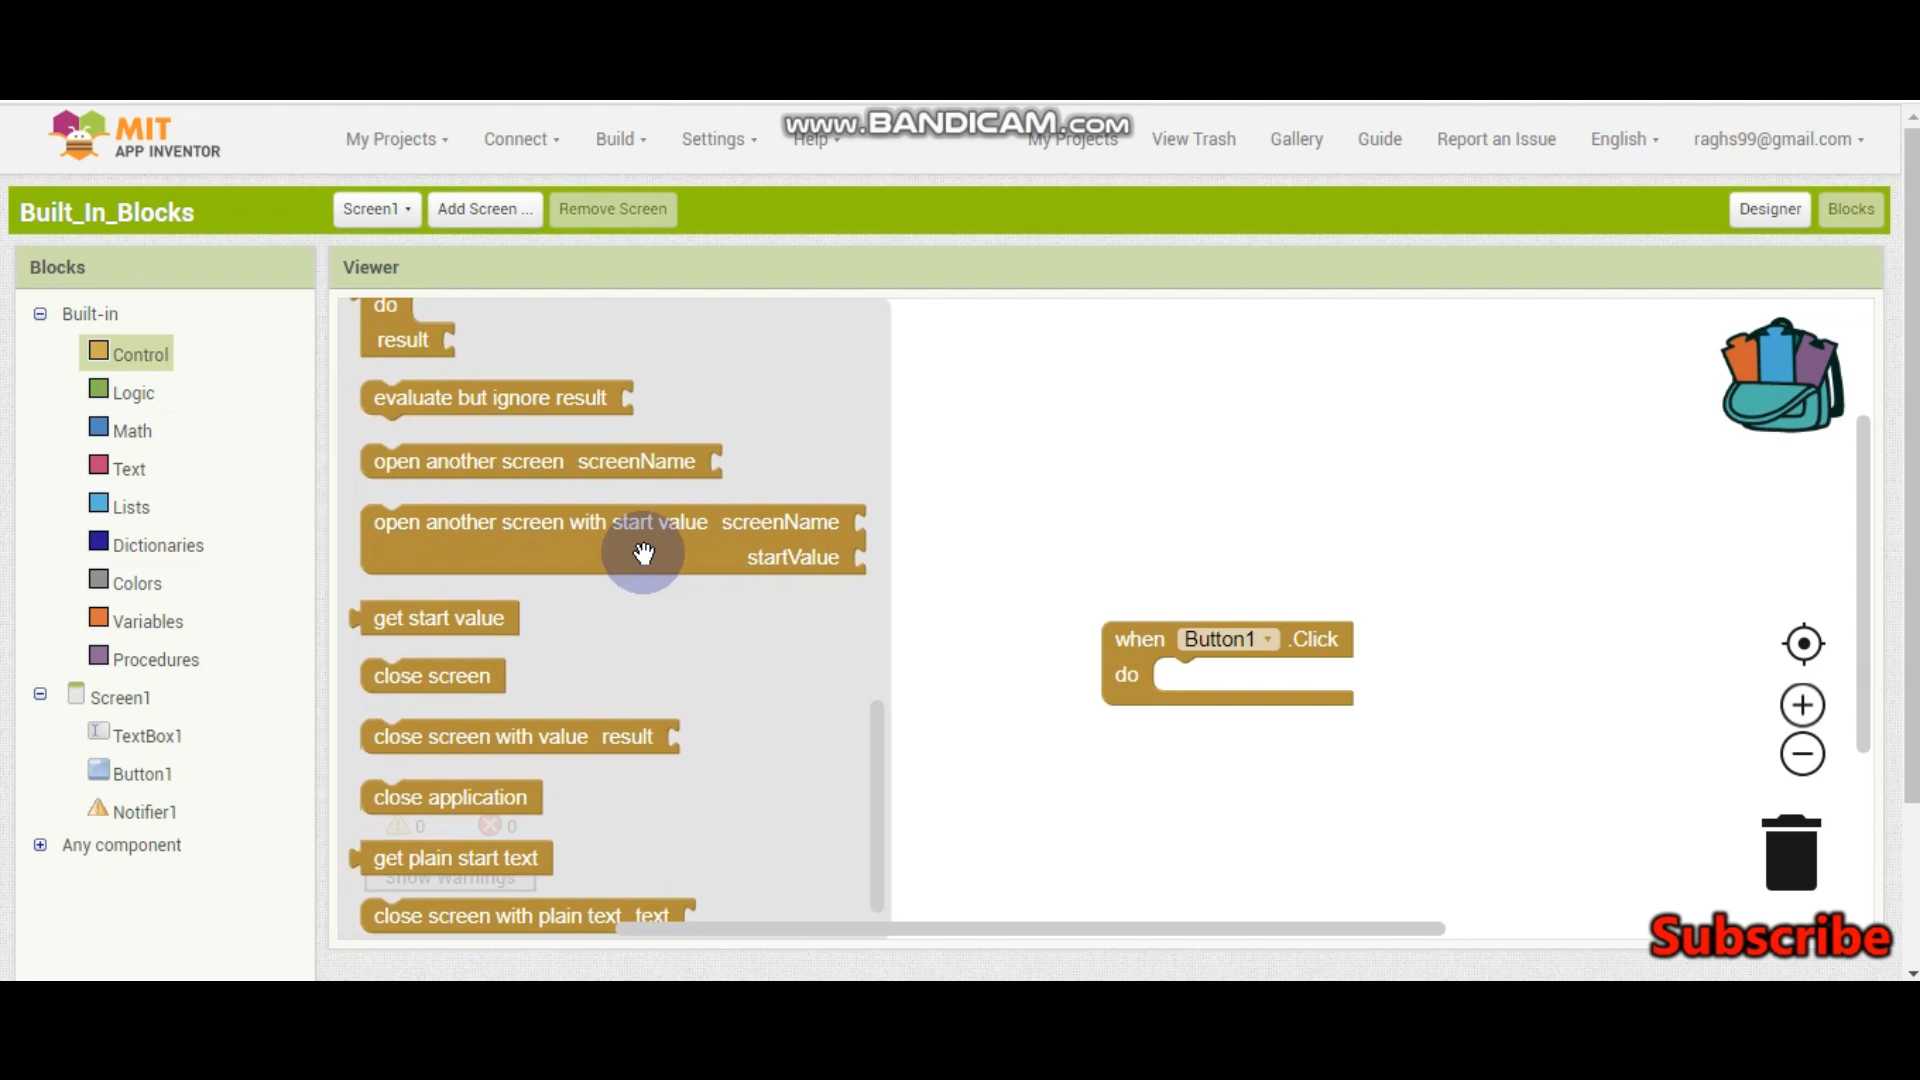 www.BANDICAM.com
MIT
APP INVENTOR
My Projects Connect Build Settings Help My Projects View Trash Gallery Guide Report an Issue English raghs99@gmail.com
Built_In_Blocks
Screen1 Add Screen ... Remove Screen Designer Blocks
Blocks
Viewer
Built-in
Control
Logic
Math
Text
Lists
Dictionaries
Colors
Variables
Procedures
Screen1
TextBox1
Button1
Notifier1
Any component
do
result
evaluate but ignore result
open another screen screenName
open another screen with start value screenName
startValue
get start value
close screen
close screen with value result
close application
0 0
get plain start text
Show Warnings
close screen with plain text text
when Button1 .Click
do
Subscribe